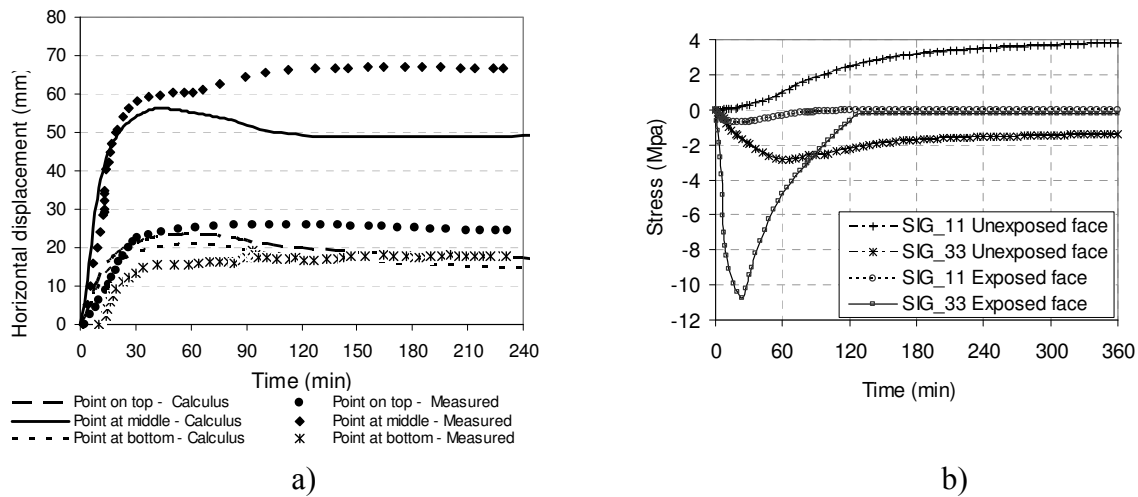 80
70
60
50
40
30
20
10
0
Horizontal displacement (mm)
0 30 60 90 120 150 180 210 240
Time (min)
Point on top - Calculus
Point on top - Measured
Point at middle - Calculus
Point at middle - Measured
Point at bottom - Calculus
Point at bottom - Measured
a)
4
2
0
-2
-4
-6
-8
-10
-12
Stress (Mpa)
SIG_11 Unexposed face
SIG_33 Unexposed face
SIG_11 Exposed face
SIG_33 Exposed face
0 60 120 180 240 300 360
Time (min)
b)